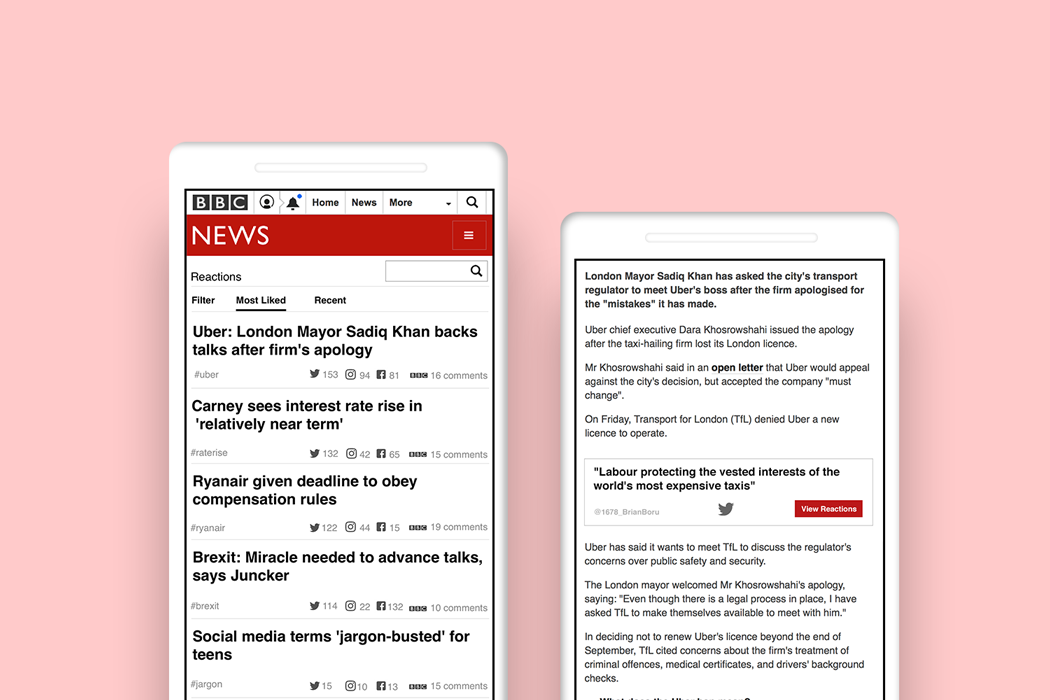 BBC Home News More
NEWS
Reactions
Filter Most Liked Recent
Uber: London Mayor Sadiq Khan backs
talks after firm's apology
#uber 153 94 81 BBC 16 comments
Carney sees interest rate rise in
'relatively near term'
#raterise 132 42 65 BBC 15 comments
Ryanair given deadline to obey
compensation rules
#ryanair 122 44 15 BBC 19 comments
Brexit: Miracle needed to advance talks,
says Juncker
#brexit 114 22 132 BBC 10 comments
Social media terms 'jargon-busted' for
teens
#jargon 15 10 13 BBC 15 comments
London Mayor Sadiq Khan has asked the city's transport
regulator to meet Uber's boss after the firm apologised for
the "mistakes" it has made.
Uber chief executive Dara Khosrowshahi issued the apology
after the taxi-hailing firm lost its London licence.
Mr Khosrowshahi said in an open letter that Uber would appeal
against the city's decision, but accepted the company "must
change".
On Friday, Transport for London (TfL) denied Uber a new
licence to operate.
"Labour protecting the vested interests of the
world's most expensive taxis"
@1678_BrianBoru View Reactions
Uber has said it wants to meet TfL to discuss the regulator's
concerns over public safety and security.
The London mayor welcomed Mr Khosrowshahi's apology,
saying: "Even though there is a legal process in place, I have
asked TfL to make themselves available to meet with him."
In deciding not to renew Uber's licence beyond the end of
September, TfL cited concerns about the firm's treatment of
criminal offences, medical certificates, and drivers' background
checks.